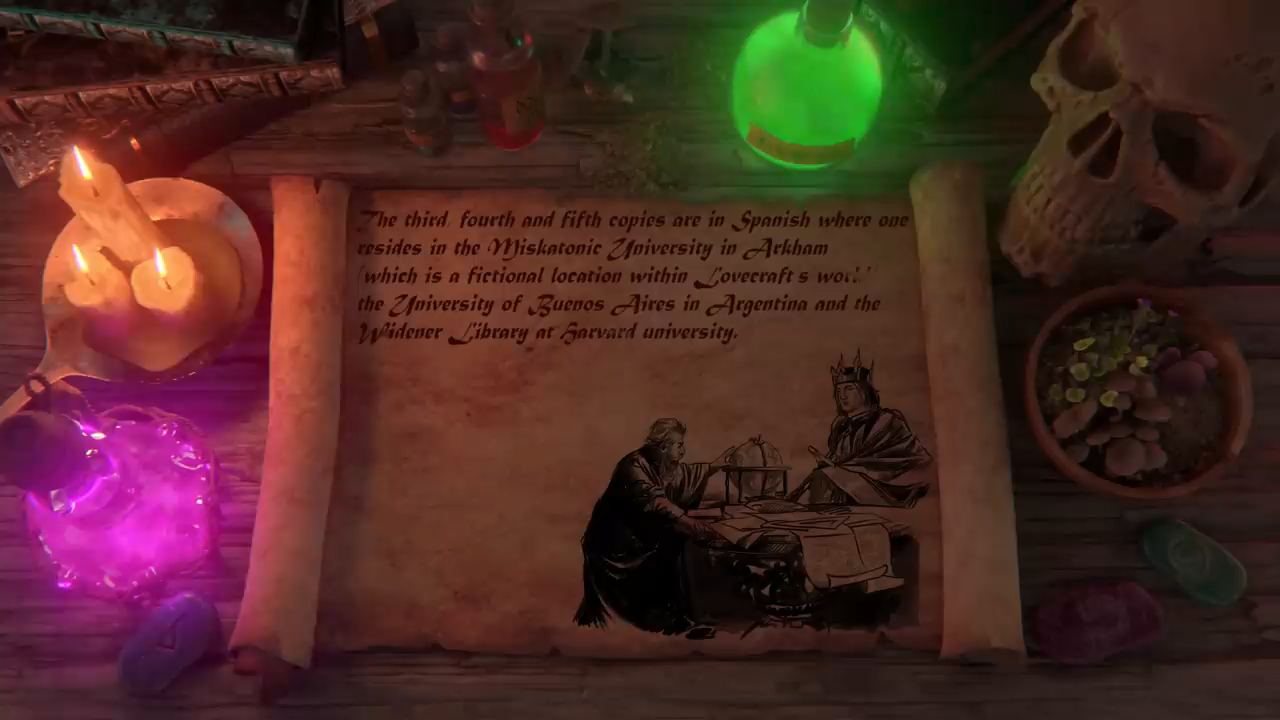 The third, fourth and fifth copies are in Spanish where one
resides in the Miskatonic University in Arkham
(which is a fictional location within Lovecraft s
the University of Buenos Aires in Argentina and the
Widener Library at Harvard university.